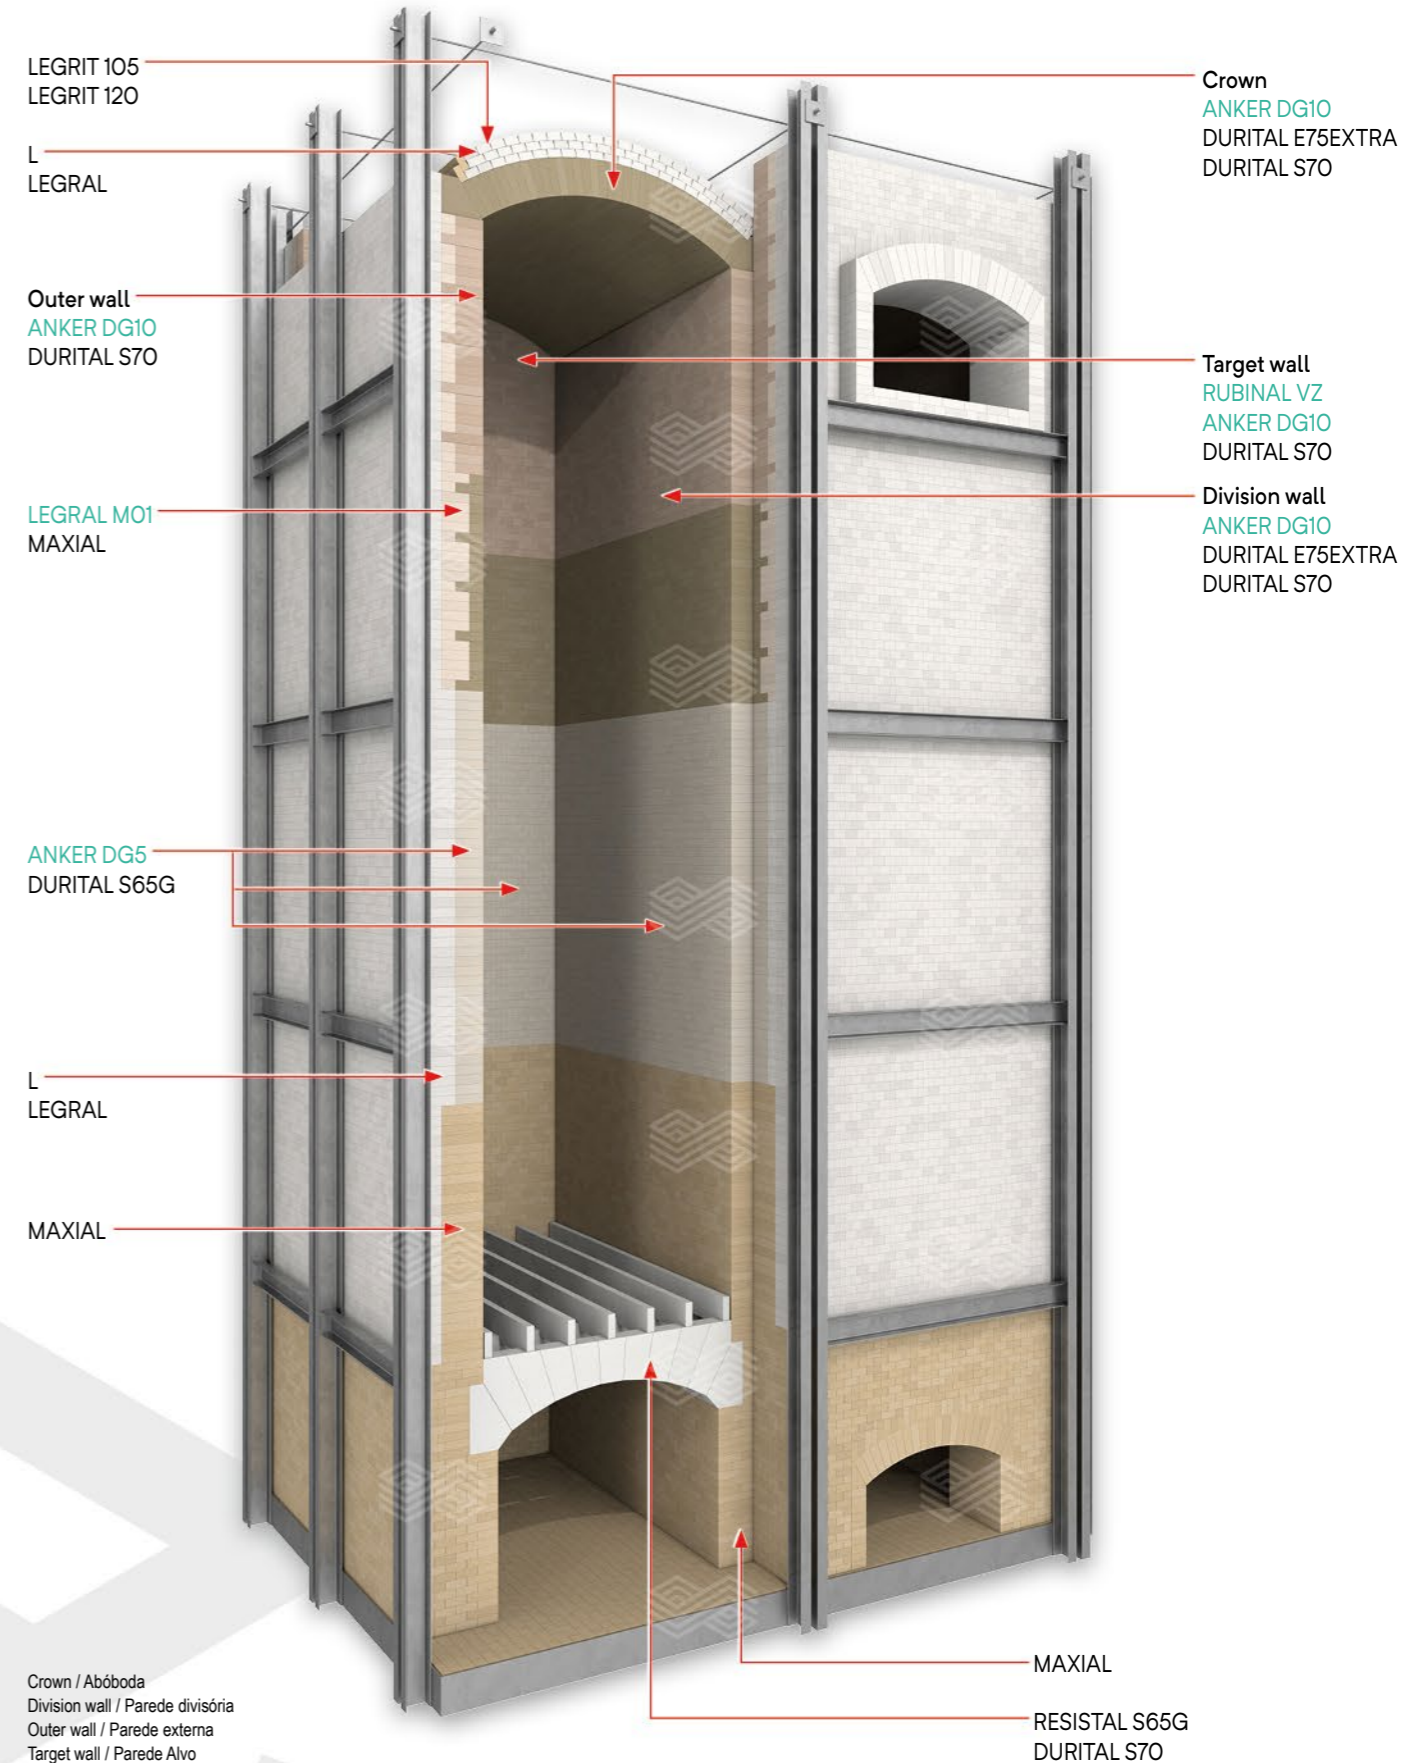 LEGRIT 105
LEGRIT 120
L
LEGRAL
Outer wall
ANKER DG10
DURITAL S70
LEGRAL M01
MAXIAL
ANKER DG5
DURITAL S65G
L
LEGRAL
MAXIAL
Crown
ANKER DG10
DURITAL E75EXTRA
DURITAL S70
Target wall
RUBINAL VZ
ANKER DG10
DURITAL S70
Division wall
ANKER DG10
DURITAL E75EXTRA
DURITAL S70
MAXIAL
RESISTAL S65G
DURITAL S70
Crown / Abóboda
Division wall / Parede divisória
Outer wall / Parede externa
Target wall / Parede Alvo